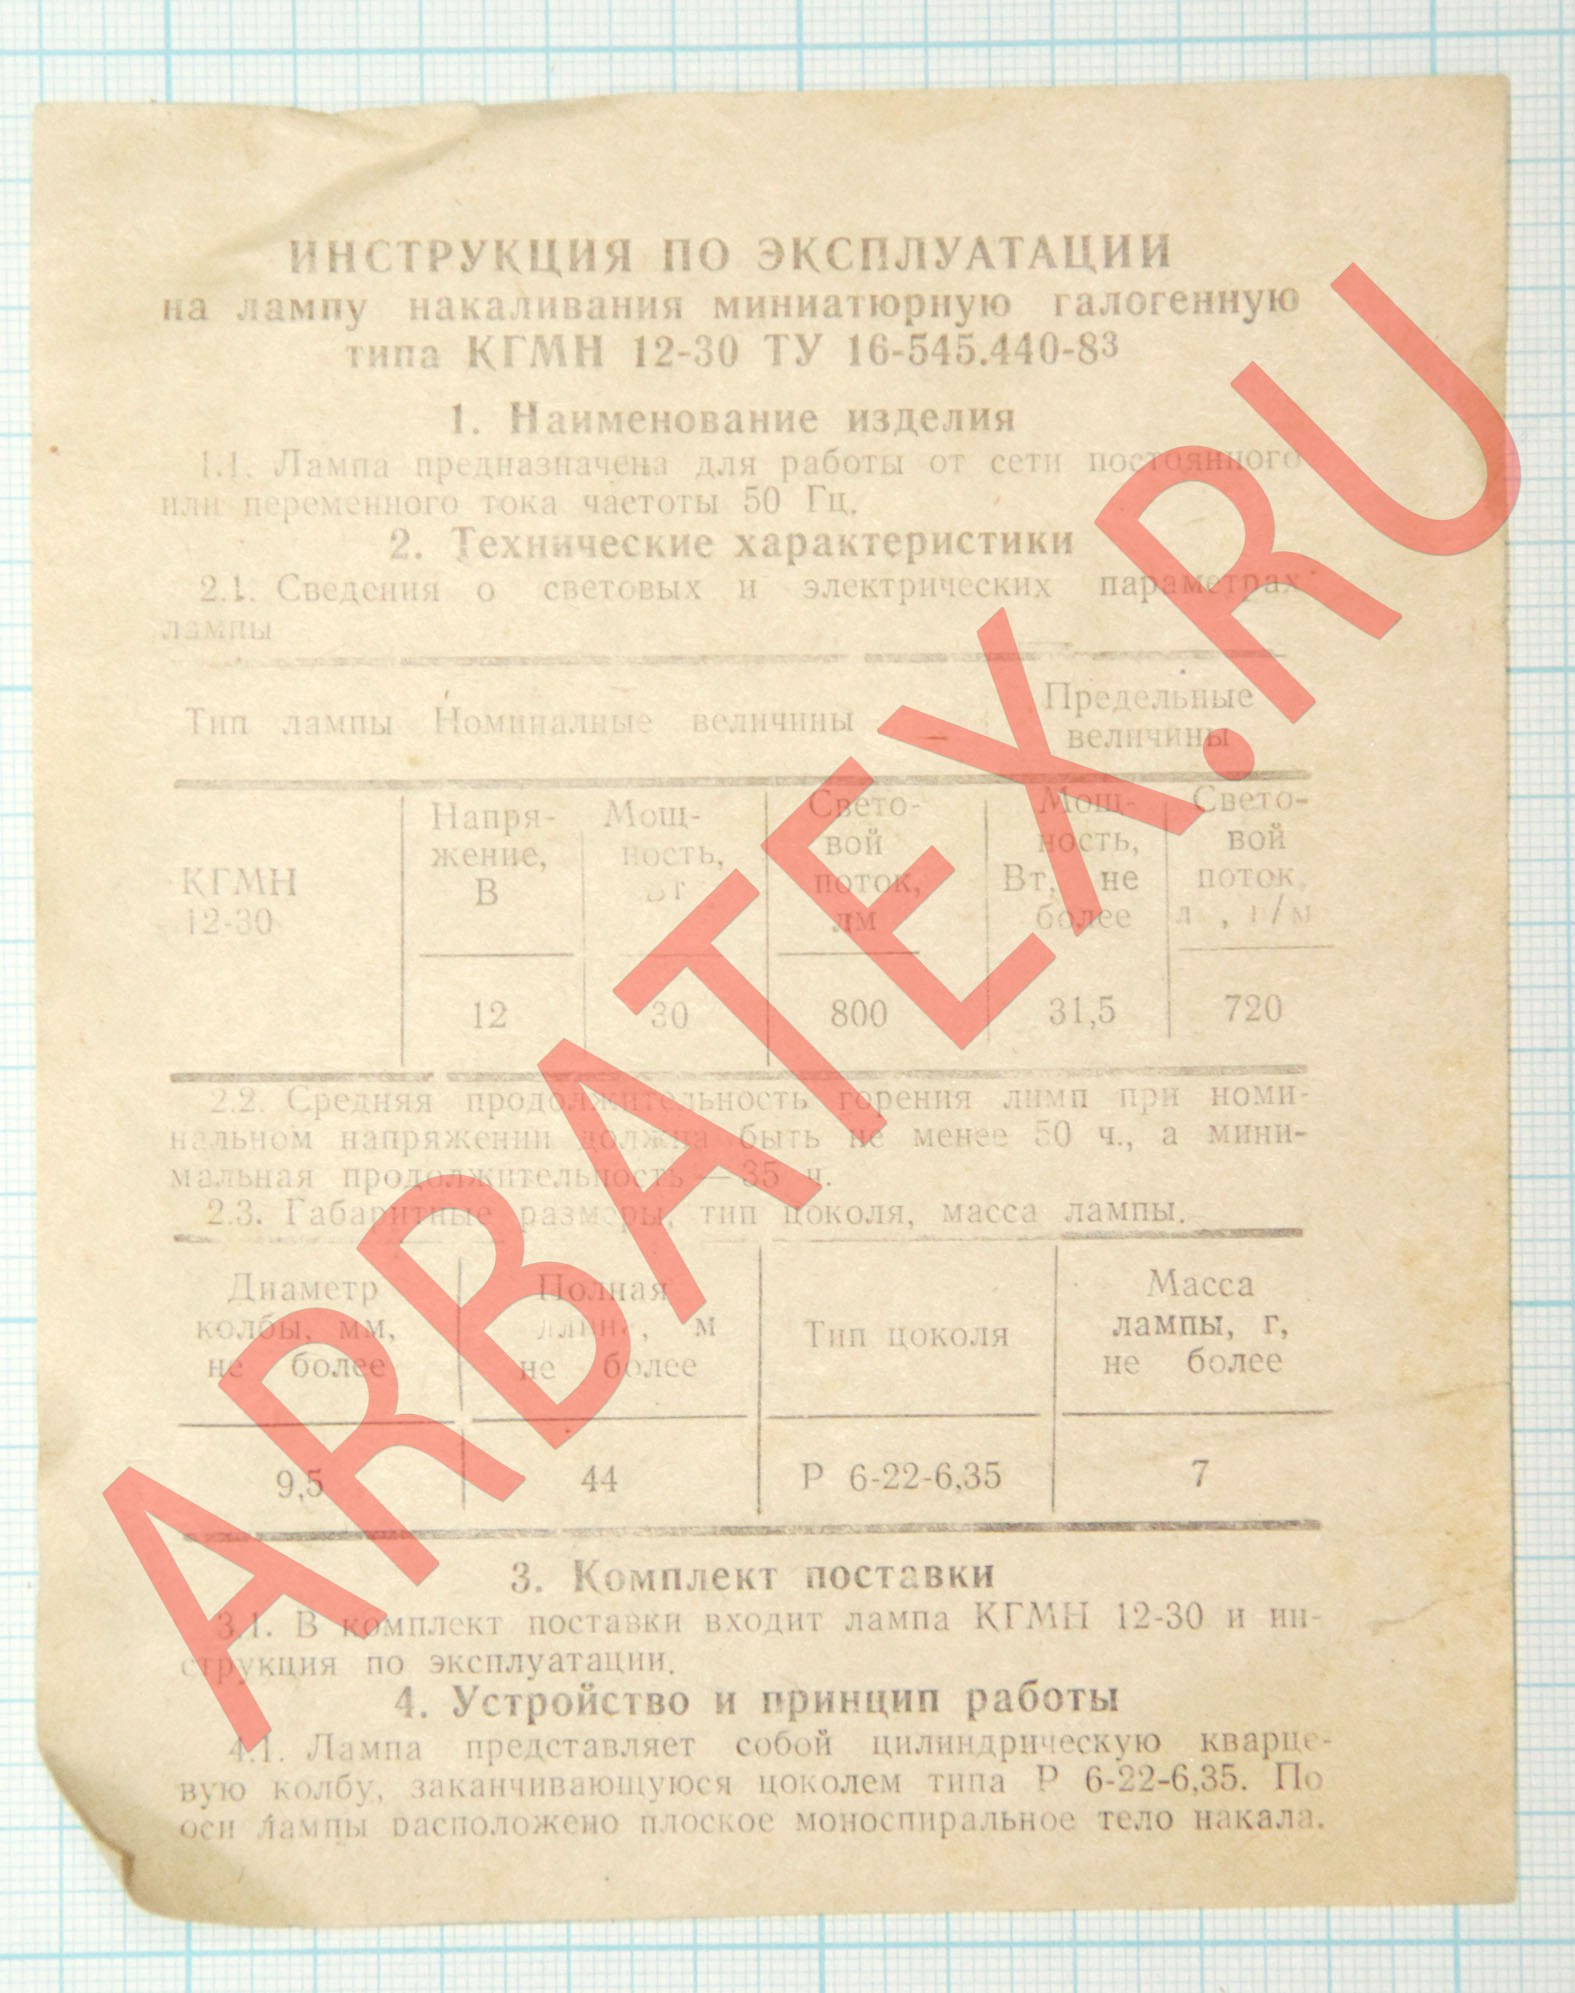 ИНСТРУКЦИЯ ПО ЭКСПЛУАТАЦИИ
на лампу накаливания миниатюрную галогенную
типа КГМН 12-30 ТУ 16-545.440-83
1. Наименование изделия
1.1. Лампа предназначена для работы от сети постоянного
или переменного тока частоты 50 Гц.
2. Технические характеристики
2.1. Сведения о световых и электрических параметрах
лампы
Тип лампы Номиналные величины Предельные
величины
КГМН
12-30
Напря-
жение,
В
Мощ-
ность,
Вт
Свето-
вой
поток,
лм
Мощ-
ность,
Вт, не
более
Свето-
вой
поток,
12 30 800 31,5 720
2.2. Средняя продолжительность горения лимп при номи-
нальном напряжении должна быть не менее 50 ч., а мини-
мальная продолжительность — 35 ч.
2.3. Габаритные размеры, тип цоколя, масса лампы.
Диаметр
колбы, мм,
не более
Полная
не более
Тип цоколя
Масса
лампы, г,
не более
9,5 44 Р 6-22-6,35 7
3. Комплект поставки
3.1. В комплект поставки входит лампа КГМН 12-30 и ин-
струкция по эксплуатации.
4. Устройство и принцип работы
4.1. Лампа представляет собой цилиндрическую кварце-
вую колбу, заканчивающуюся цоколем типа Р 6-22-6,35. По
оси лампы расположено плоское моноспиральное тело накала.
ARBATEX.RU